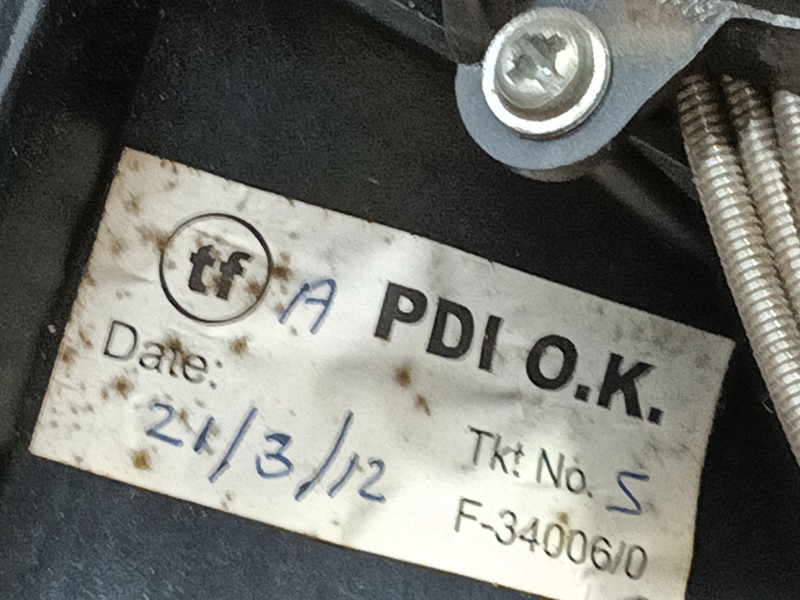 tf A PDI O.K.
Date:
21/3/12 Tkt No. 5
F-34006/0